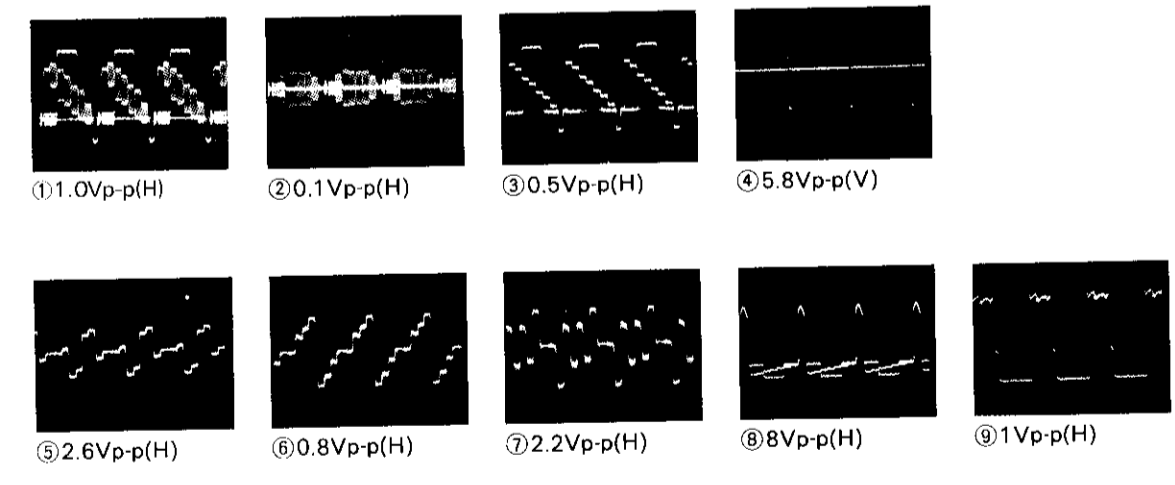 ①1.0Vp-p(H)
②0.1Vp-p(H)
③0.5Vp-p(H)
④5.8Vp-p(V)
⑤2.6Vp-p(H)
⑥0.8Vp-p(H)
⑦2.2Vp-p(H)
⑧8Vp-p(H)
⑨1Vp-p(H)